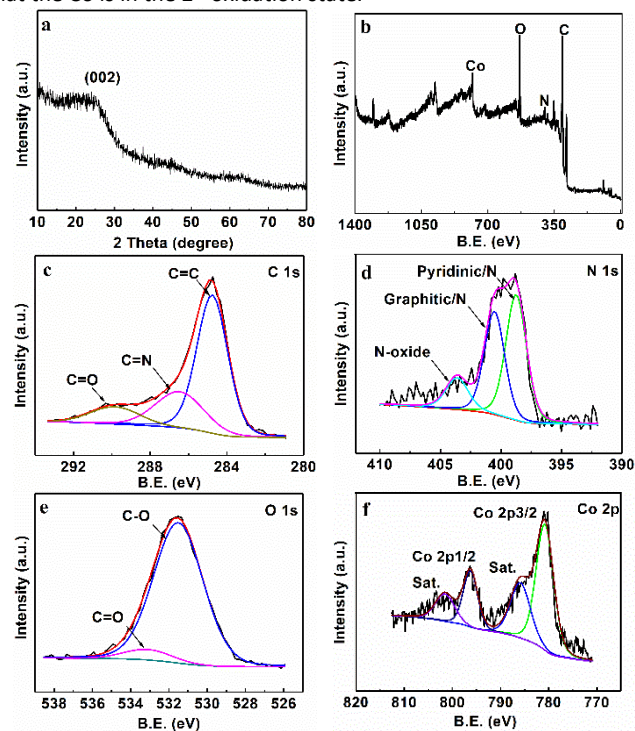 hat the Co is in the 2⁺ oxidation state.
a
(002)
Intensity (a.u.)
10 20 30 40 50 60 70 80
2 Theta (degree)
b
Co
O
C
N
Intensity (a.u.)
1400 1050 700 350 0
B.E. (eV)
c
C 1s
C=C
C=N
C=O
Intensity (a.u.)
292 288 284 280
B.E. (eV)
d
N 1s
Pyridinic/N
Graphitic/N
N-oxide
Intensity (a.u.)
410 405 400 395 390
B.E. (eV)
e
O 1s
C-O
C=O
Intensity (a.u.)
538 536 534 532 530 528 526
B.E. (eV)
f
Co 2p
Co 2p3/2
Co 2p1/2
Sat.
Sat.
Intensity (a.u.)
820 810 800 790 780 770
B.E. (eV)